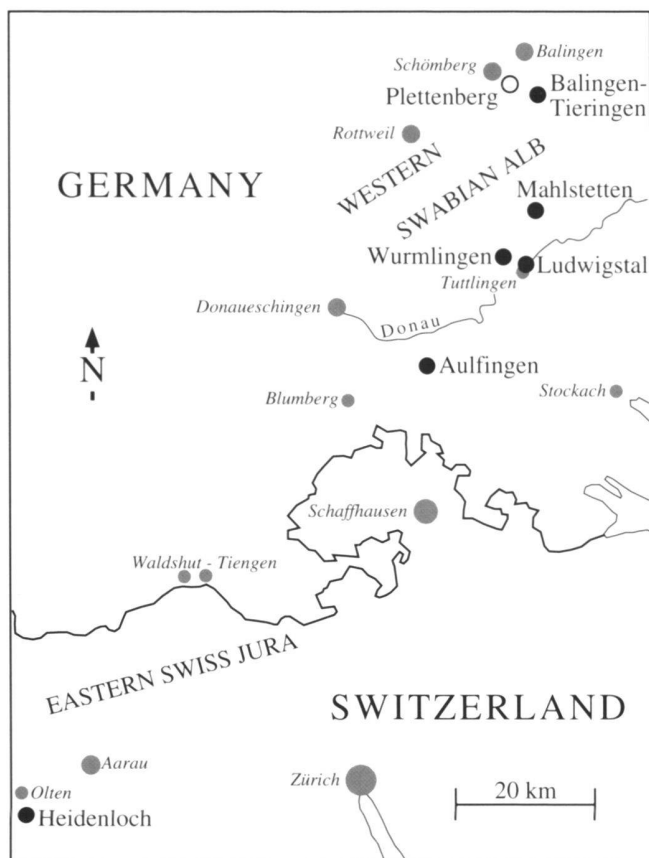 Balingen
Schömberg
Plettenberg
Balingen-
Tieringen
Rottweil
WESTERN
SWABIAN ALB
GERMANY
Mahlstetten
Wurmlingen
Ludwigstal
Tuttlingen
Donaueschingen
Donau
N
Aulfingen
Blumberg
Stockach
Schaffhausen
Waldshut - Tiengen
EASTERN SWISS JURA
SWITZERLAND
Aarau
Zürich
20 km
Olten
Heidenloch